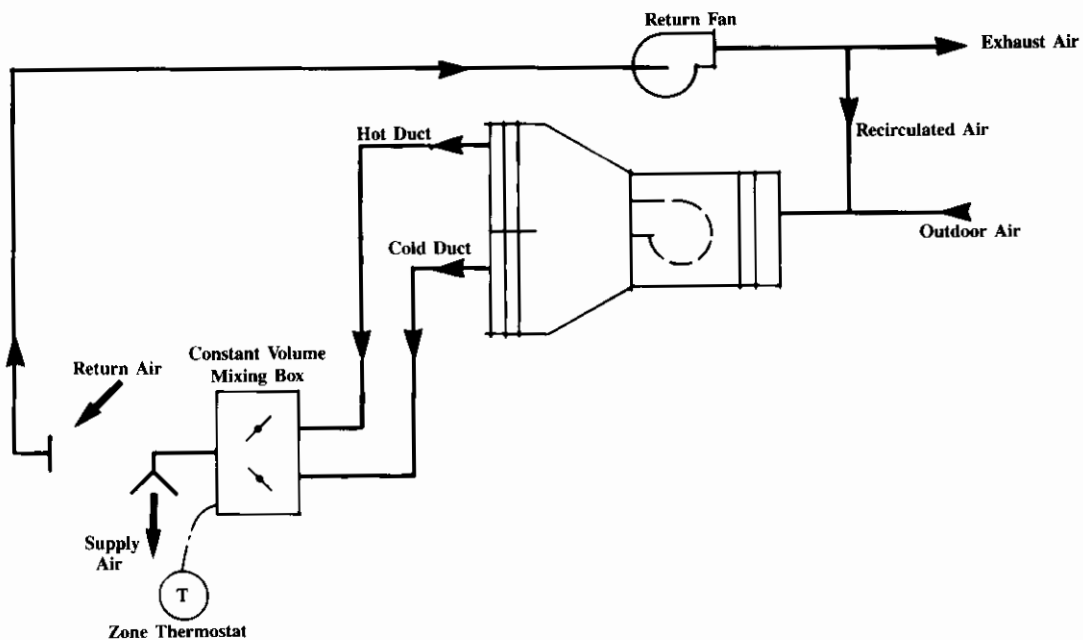 Return Fan
Exhaust Air
Hot Duct
Recirculated Air
Cold Duct
Outdoor Air
Constant Volume
Mixing Box
Return Air
Supply
Air
T
Zone Thermostat